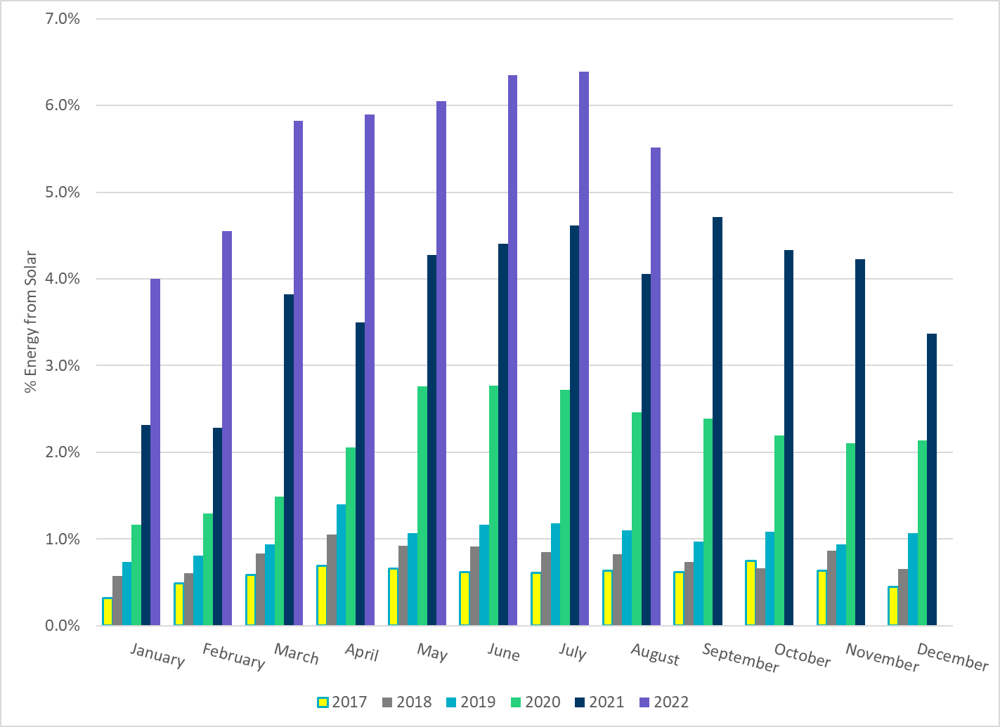 7.0%
6.0%
5.0%
4.0%
3.0%
2.0%
1.0%
0.0%
% Energy from Solar
January February March April May June July August September October November December
2017 2018 2019 2020 2021 2022